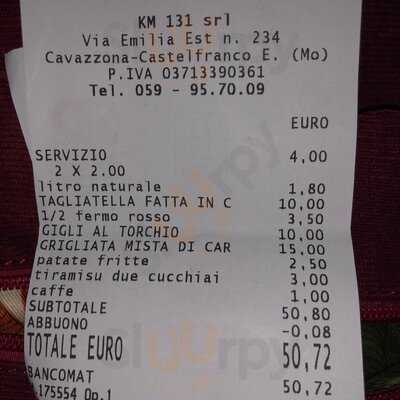 KM 131 srl
Via Emilia Est n. 234
Cavazzona-Castelfranco E. (Mo)
P.IVA 03713390361
Tel. 059 - 95.70.09
EURO
SERVIZIO 4,00
2 X 2.00
litro naturale 1,80
TAGLIATELLA FATTA IN C 10,00
1/2 fermo rosso 3,50
GIGLI AL TORCHIO 10,00
GRIGLIATA MISTA DI CAR 15,00
patate fritte 2,50
tiramisu due cucchiai 3,00
caffe 1,00
SUBTOTALE 50,80
ABBUONO -0,08
TOTALE EURO 50,72
BANCOMAT 50,72
175554 Op.1
sluurpy
sluurpy